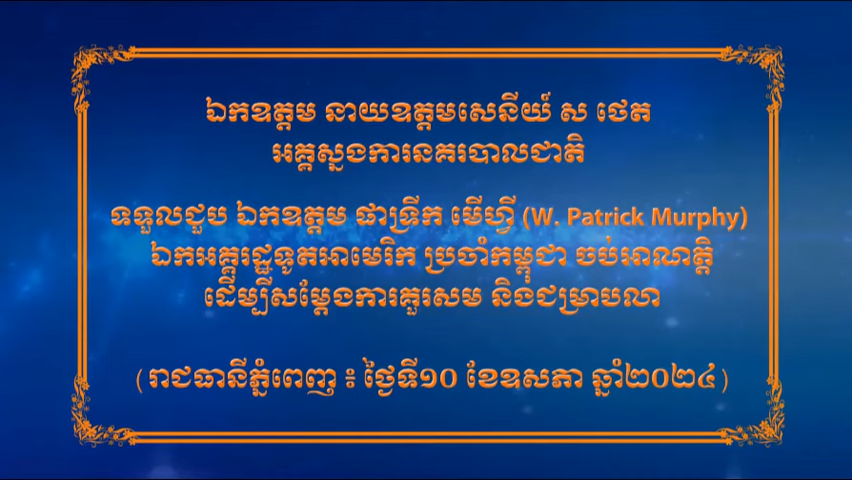 ឯកឧត្តម នាយឧត្តមសេនីយ៍ ស ថេត
អគ្គស្នងការនគរបាលជាតិ
ទទួលជួប ឯកឧត្តម ផាទ្រីក មើហ្វី (W. Patrick Murphy)
ឯកអគ្គរដ្ឋទូតអាមេរិក ប្រចាំកម្ពុជា ចប់អាណត្តិ
ដើម្បីសម្តែងការគួរសម និងជម្រាបលា
(រាជធានីភ្នំពេញ ៖ ថ្ងៃទី១០ ខែឧសភា ឆ្នាំ២០២៤)